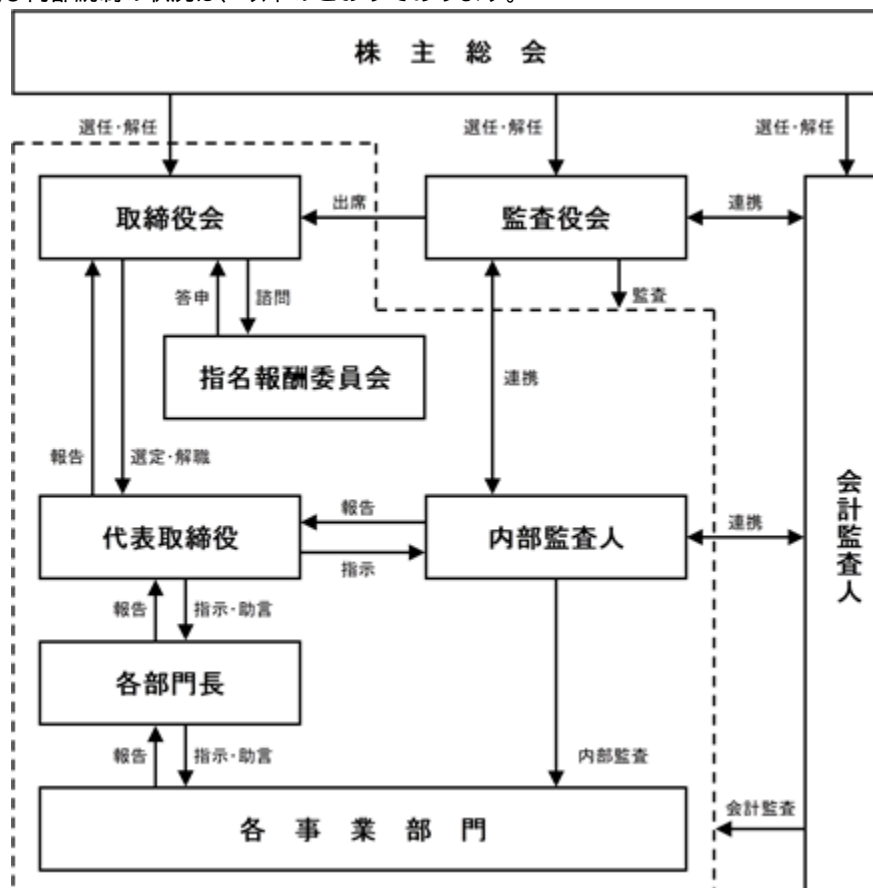 株主総会
選任・解任
選任・解任
選任・解任
取締役会
出席
監査役会
連携
答申
諮問
監査
指名報酬委員会
連携
報告
選定・解職
代表取締役
報告
指示
内部監査人
連携
会計監査人
報告
指示・助言
各部門長
報告
指示・助言
内部監査
各事業部門
会計監査